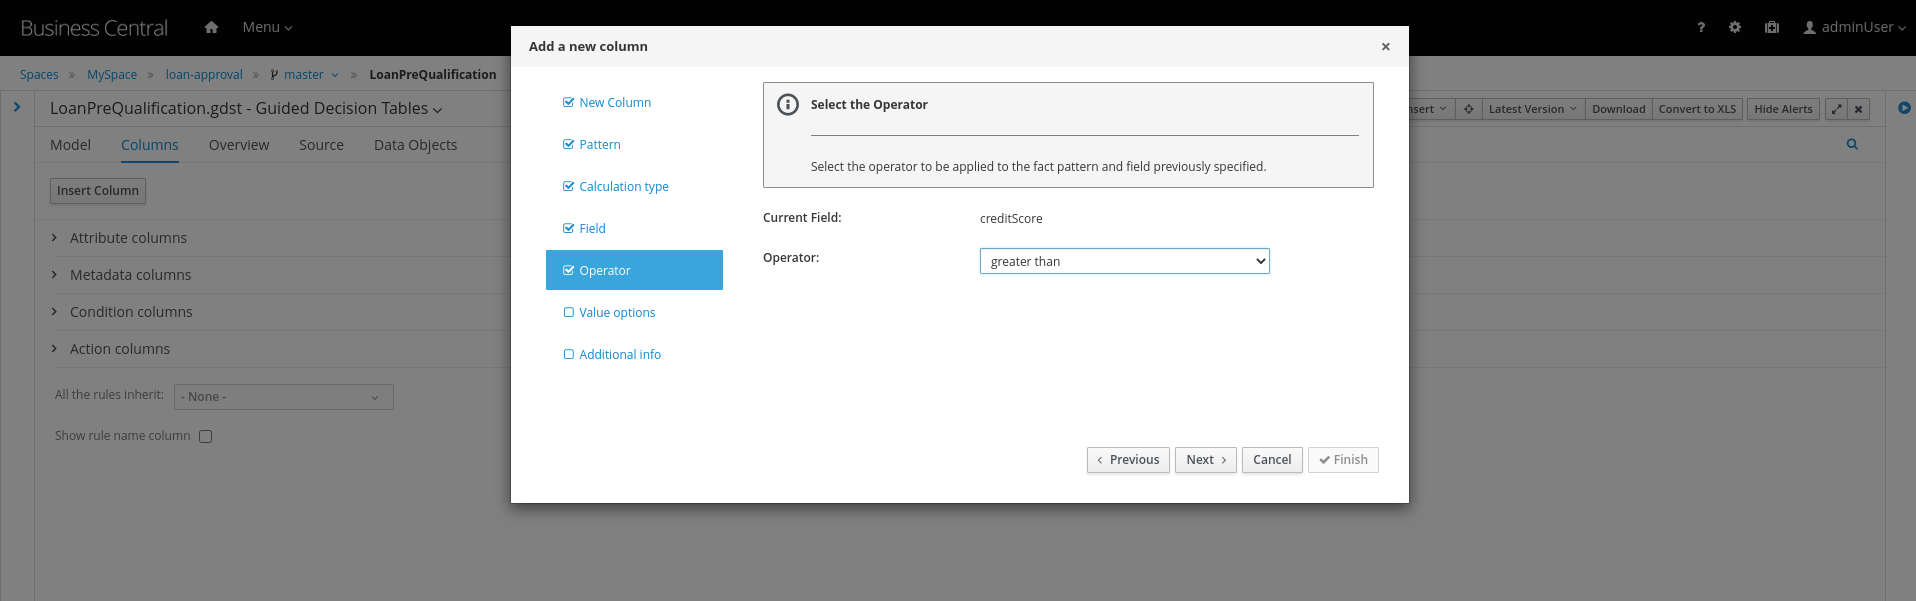 Business Central Menu ? adminUser
Spaces » MySpace » loan-approval » master » LoanPreQualification
LoanPreQualification.gdst - Guided Decision Tables
nsert Latest Version Download Convert to XLS Hide Alerts
Model Columns Overview Source Data Objects
Insert Column
Attribute columns
Metadata columns
Condition columns
Action columns
All the rules inherit: - None -
Show rule name column
Add a new column ×
New Column
Pattern
Calculation type
Field
Operator
Value options
Additional info
Select the Operator
Select the operator to be applied to the fact pattern and field previously specified.
Current Field: creditScore
Operator: greater than
Previous Next Cancel Finish